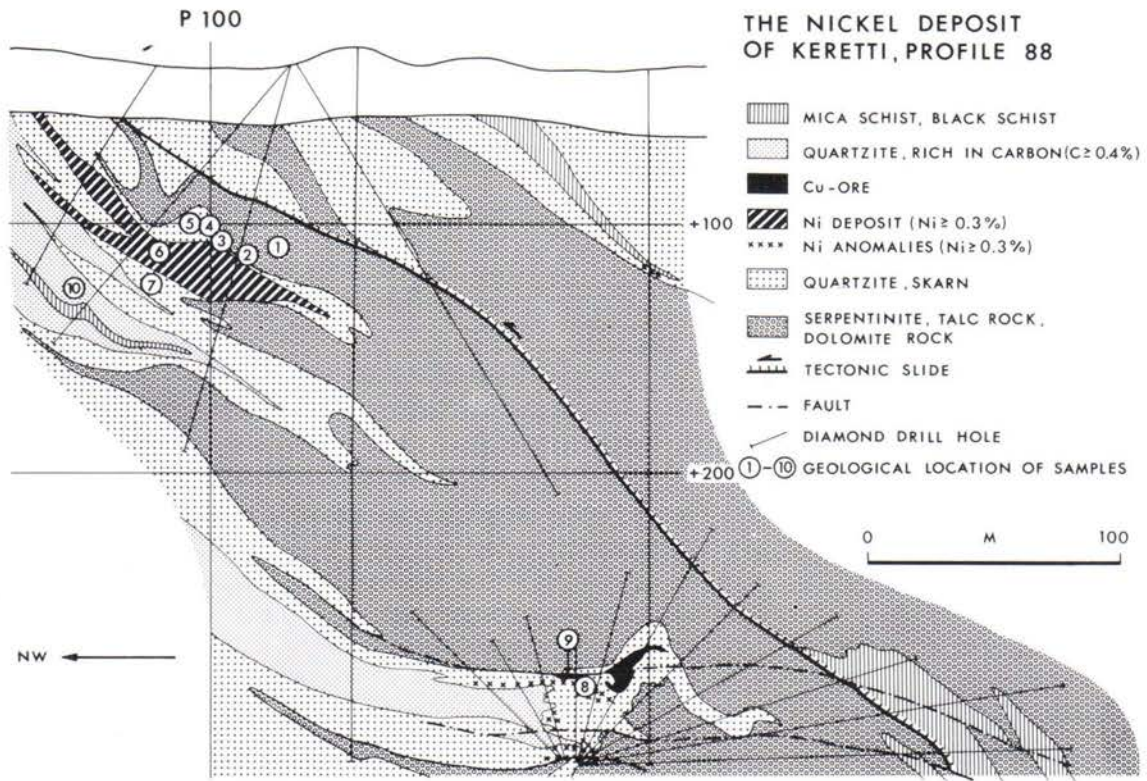 P 100
THE NICKEL DEPOSIT
OF KERETTI, PROFILE 88
MICA SCHIST, BLACK SCHIST
QUARTZITE, RICH IN CARBON (C ≥ 0.4%)
Cu-ORE
Ni DEPOSIT (Ni ≥ 0.3%)
Ni ANOMALIES (Ni ≥ 0.3%)
QUARTZITE, SKARN
SERPENTINITE, TALC ROCK,
DOLOMITE ROCK
TECTONIC SLIDE
FAULT
DIAMOND DRILL HOLE
①-⑩ GEOLOGICAL LOCATION OF SAMPLES
+100
+200
5
4
3
2
1
6
7
10
9
8
0 M 100
NW